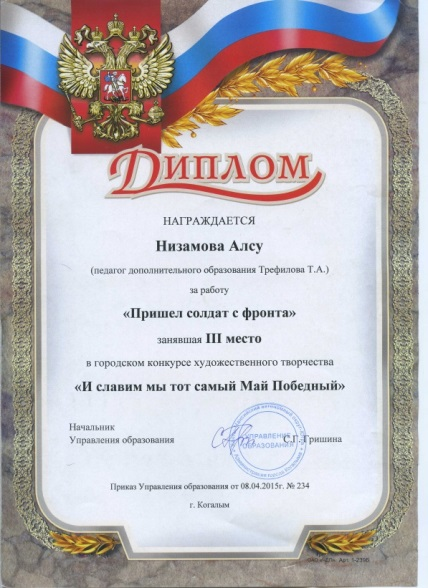 Диплом
НАГРАЖДАЕТСЯ
Низамова Алсу
(педагог дополнительного образования Трефилова Т.А.)
за работу
«Пришел солдат с фронта»
занявшая III место
в городском конкурсе художественного творчества
«И славим мы тот самый Май Победный»
Начальник
Управления образования
С.Г. Гришина
УПРАВЛЕНИЕ
ОБРАЗОВАНИЯ
Приказ Управления образования от 08.04.2015г. № 234
г. Когалым